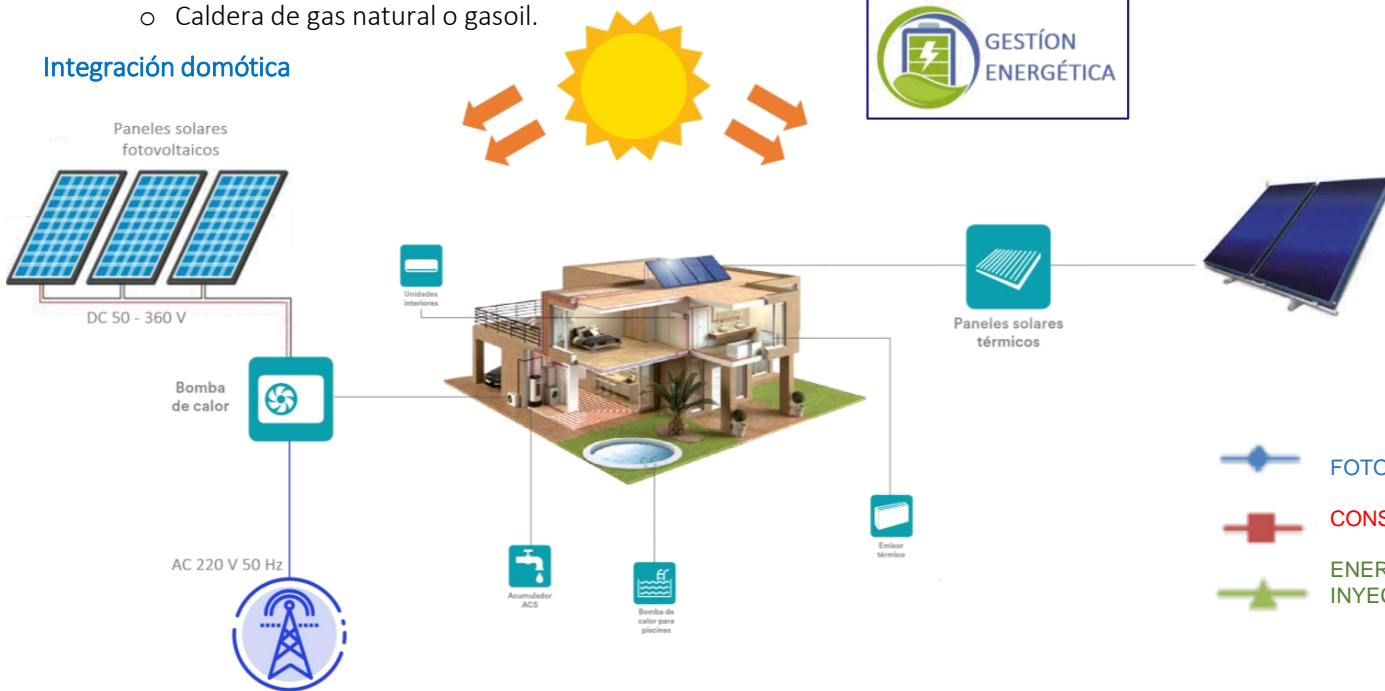 o Caldera de gas natural o gasoil.
Integración domótica
GESTÍON
ENERGÉTICA
Paneles solares
fotovoltaicos
DC 50 - 360 V
Unidades
interiores
Paneles solares
térmicos
Bomba
de calor
AC 220 V 50 Hz
Acumulador
ACS
Bomba de
calor para
piscinas
Emisor
térmico
FOTO
CONS
ENER
INYEC